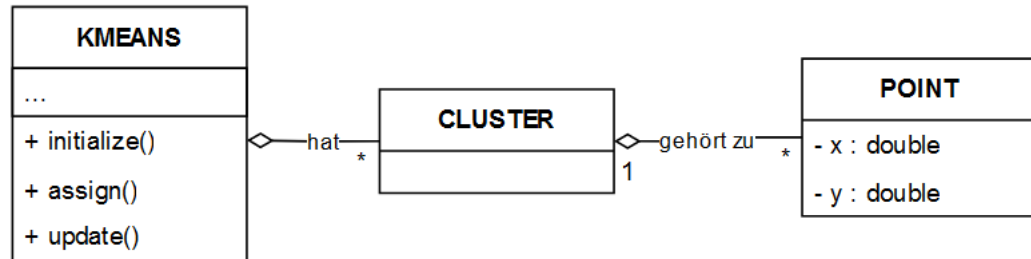 KMEANS
...
+ initialize()
+ assign()
+ update()
hat
*
CLUSTER
1
gehört zu
*
POINT
- x : double
- y : double